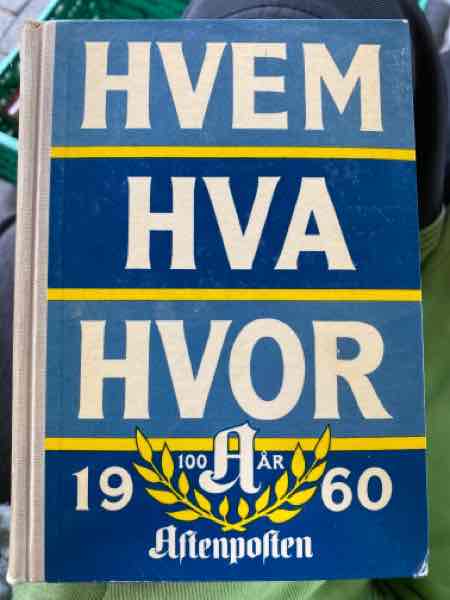 HVEM
HVA
HVOR
19 100 A ÅR 60
Aftenposten